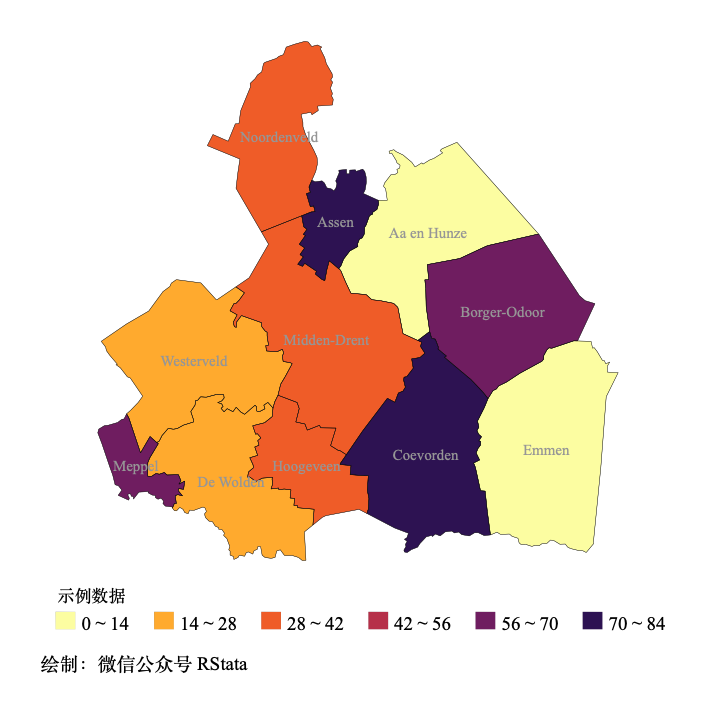 Noordenveld
Assen
Aa en Hunze
Borger-Odoor
Midden-Drent
Westerveld
Coevorden
Emmen
Meppel
Hoogeveen
De Wolden
示例数据
0 ~ 14 14 ~ 28 28 ~ 42 42 ~ 56 56 ~ 70 70 ~ 84
绘制：微信公众号 RStata